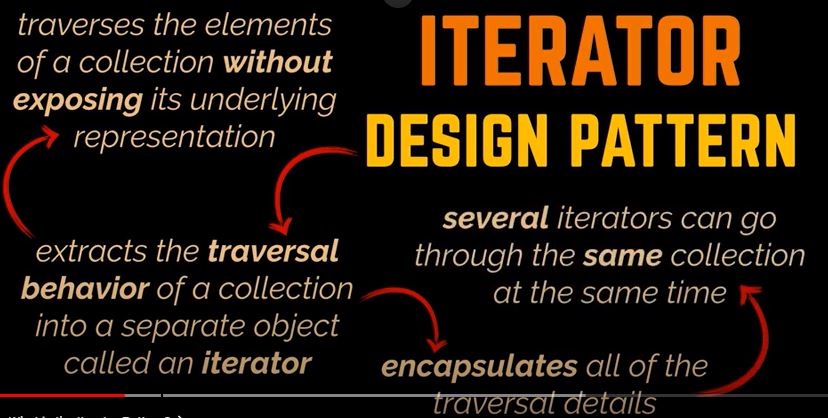 ITERATOR
DESIGN PATTERN
extracts the traversal
behavior of a collection
into a separate object
called an iterator
traverses the elements
of a collection without
exposing its underlying
representation
encapsulates all of the
traversal details
several iterators can go
through the same collection
at the same time